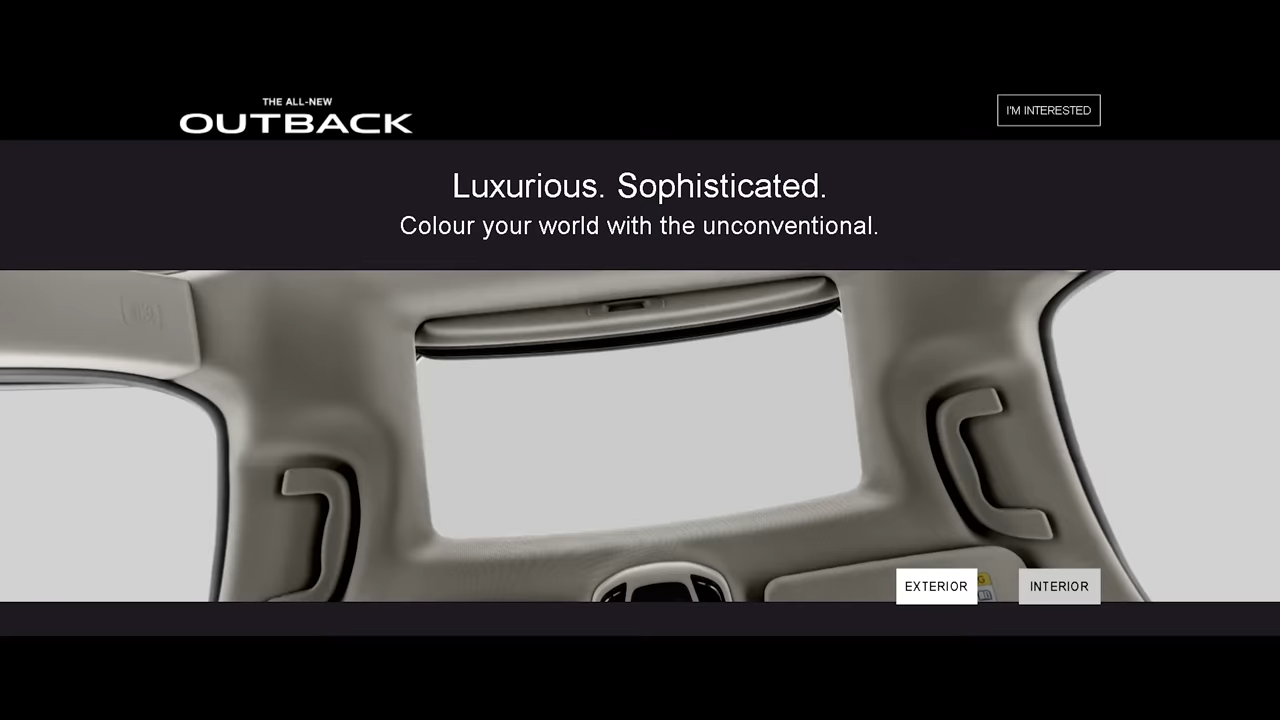 THE ALL-NEW
OUTBACK
I'M INTERESTED
Luxurious. Sophisticated.
Colour your world with the unconventional.
EXTERIOR
INTERIOR